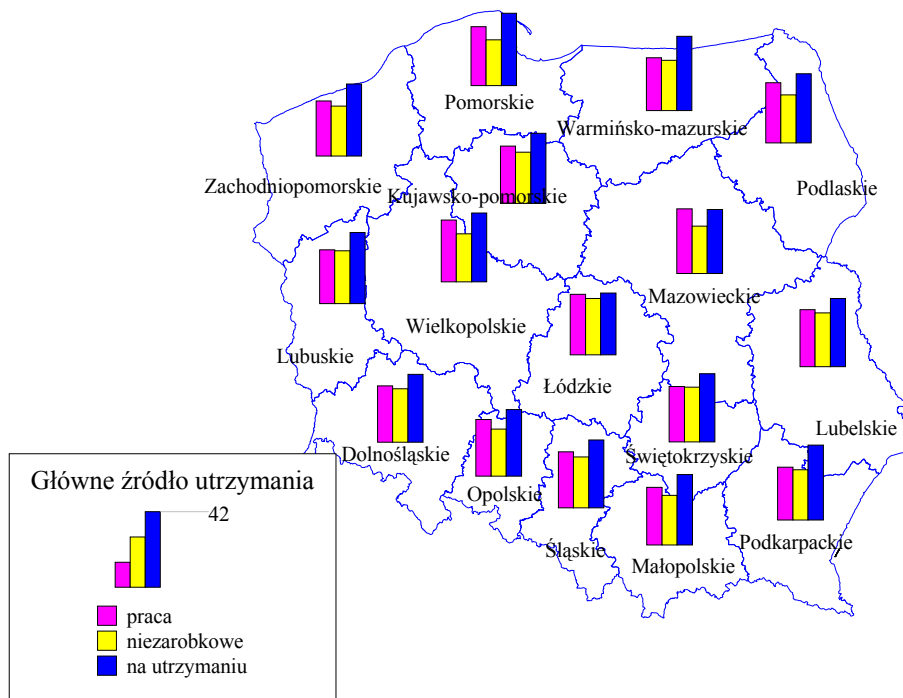 Pomorskie
Warmińsko-mazurskie
Zachodniopomorskie
Kujawsko-pomorskie
Podlaskie
Mazowieckie
Wielkopolskie
Lubuskie
Łódzkie
Lubelskie
Dolnośląskie
Świętokrzyskie
Opolskie
Śląskie
Małopolskie
Podkarpackie
Główne źródło utrzymania
42
praca
niezarobkowe
na utrzymaniu